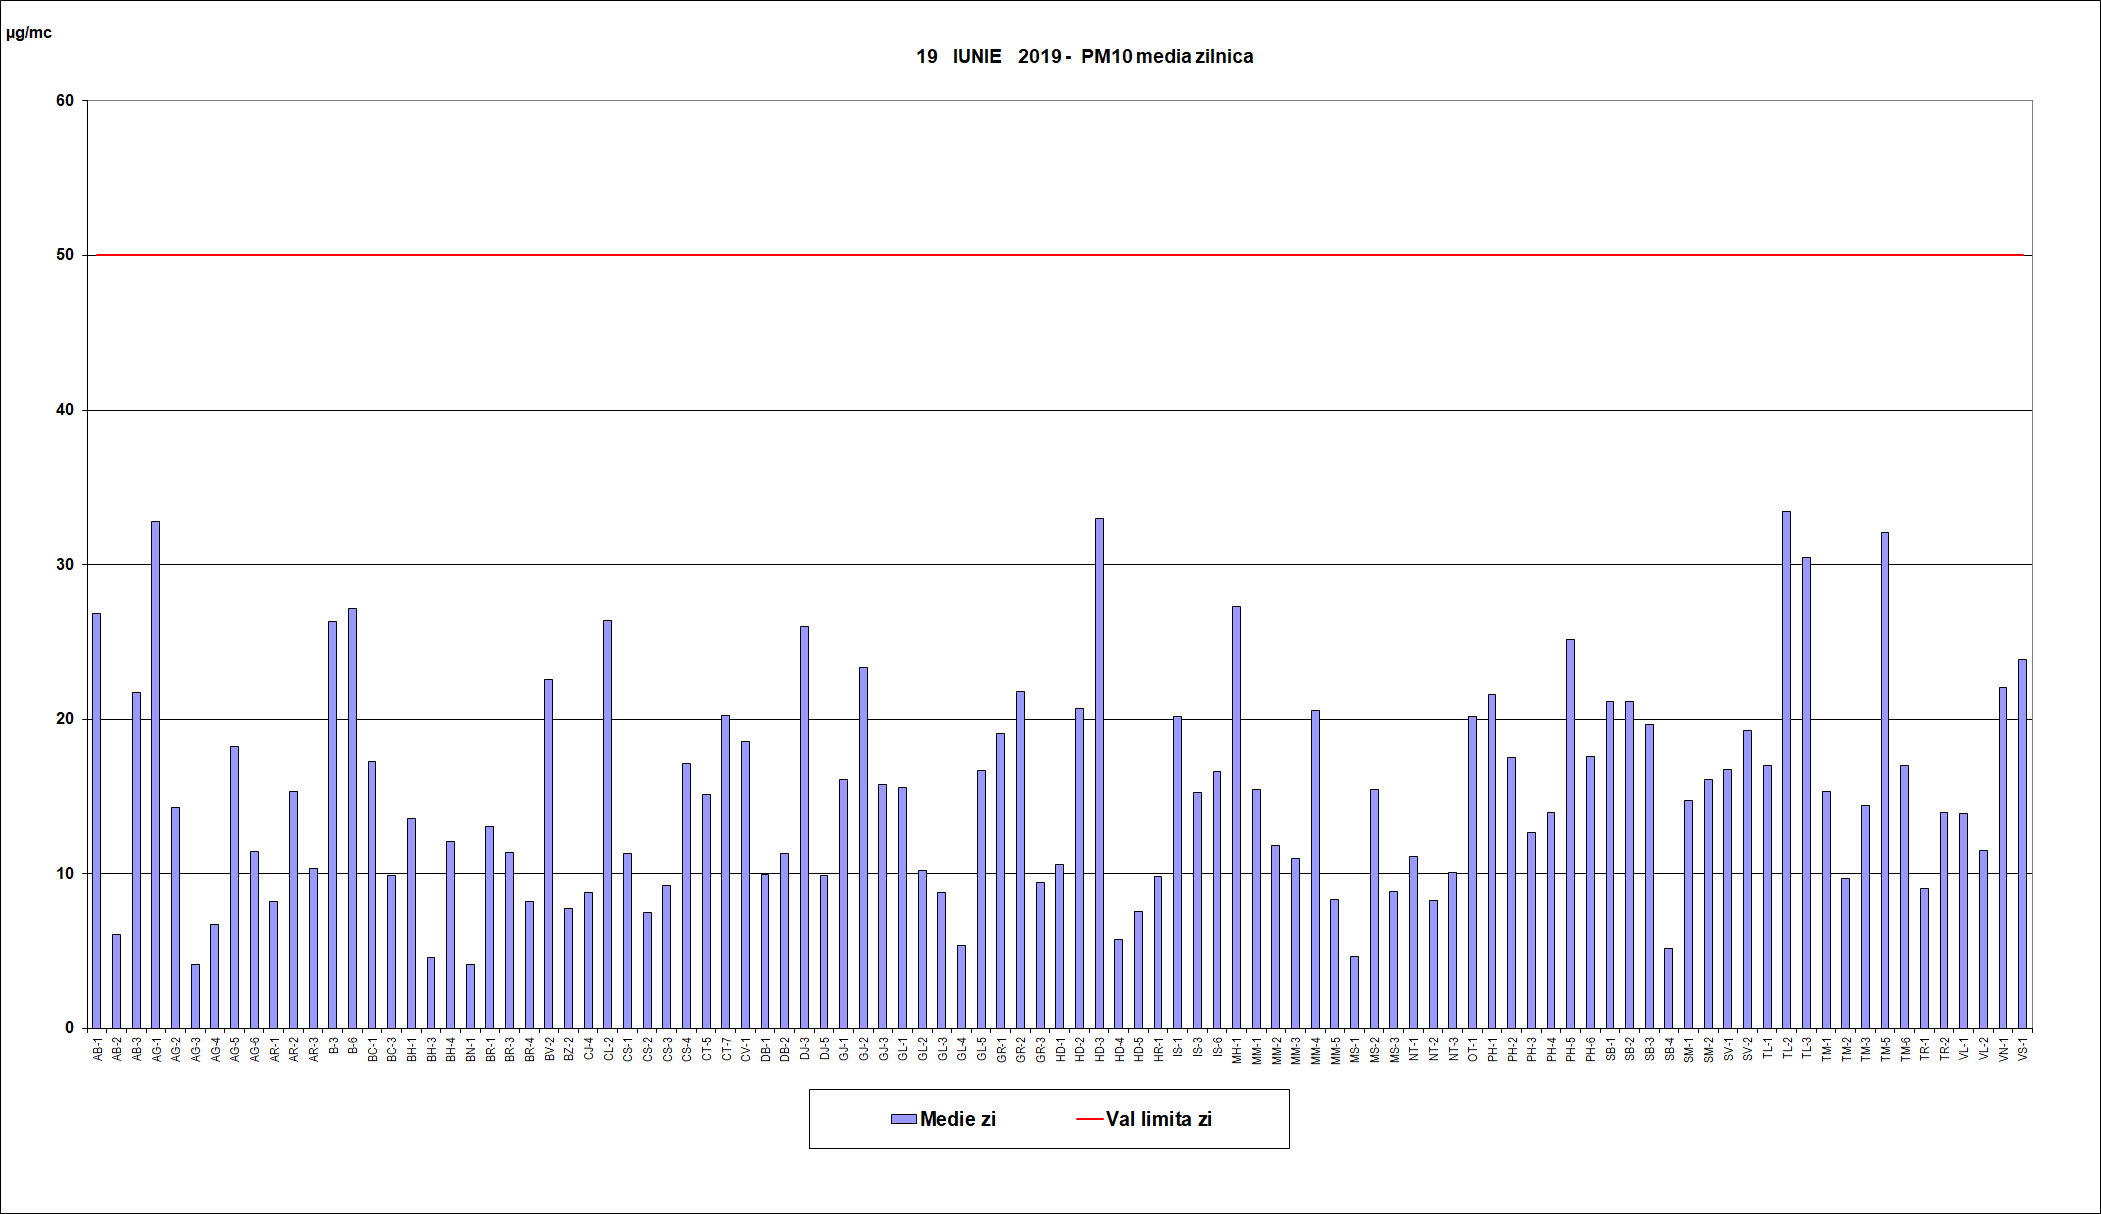 µg/mc
19 IUNIE 2019 - PM10 media zilnica
60
50
40
30
20
10
0
AB-1
AB-2
AB-3
AG-1
AG-2
AG-3
AG-4
AG-5
AG-6
AR-1
AR-2
AR-3
B-3
B-6
BC-1
BC-3
BH-1
BH-3
BH-4
BN-1
BR-1
BR-3
BR-4
BV-2
BZ-2
CJ-4
CL-2
CS-1
CS-2
CS-3
CS-4
CT-5
CT-7
CV-1
DB-1
DB-2
DJ-3
DJ-5
GJ-1
GJ-2
GJ-3
GL-1
GL-2
GL-3
GL-4
GL-5
GR-1
GR-2
GR-3
HD-1
HD-2
HD-3
HD-4
HD-5
HR-1
IS-1
IS-3
IS-6
MH-1
MM-1
MM-2
MM-3
MM-4
MM-5
MS-1
MS-2
MS-3
NT-1
NT-2
NT-3
OT-1
PH-1
PH-2
PH-3
PH-4
PH-5
PH-6
SB-1
SB-2
SB-3
SB-4
SM-1
SM-2
SV-1
SV-2
TL-1
TL-2
TL-3
TM-1
TM-2
TM-3
TM-5
TM-6
TR-1
TR-2
VL-1
VL-2
VN-1
VS-1
Medie zi
Val limita zi